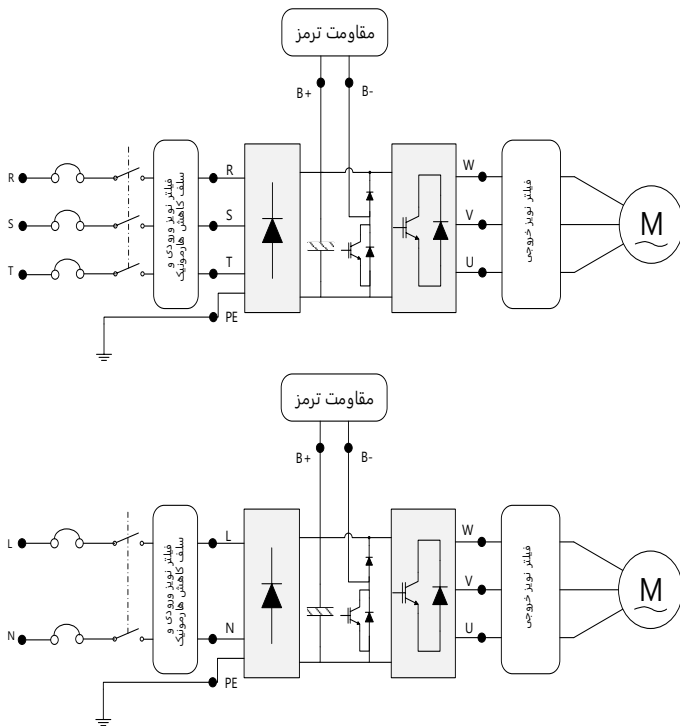 مقاومت ترمز
B+
B-
R
S
T
فیلتر نویز ورودی و
سلف کاهش هارمونیک
R
S
T
PE
W
V
U
فیلتر نویز خروجی
M
مقاومت ترمز
B+
B-
L
N
فیلتر نویز ورودی و
سلف کاهش هارمونیک
L
N
PE
W
V
U
فیلتر نویز خروجی
M